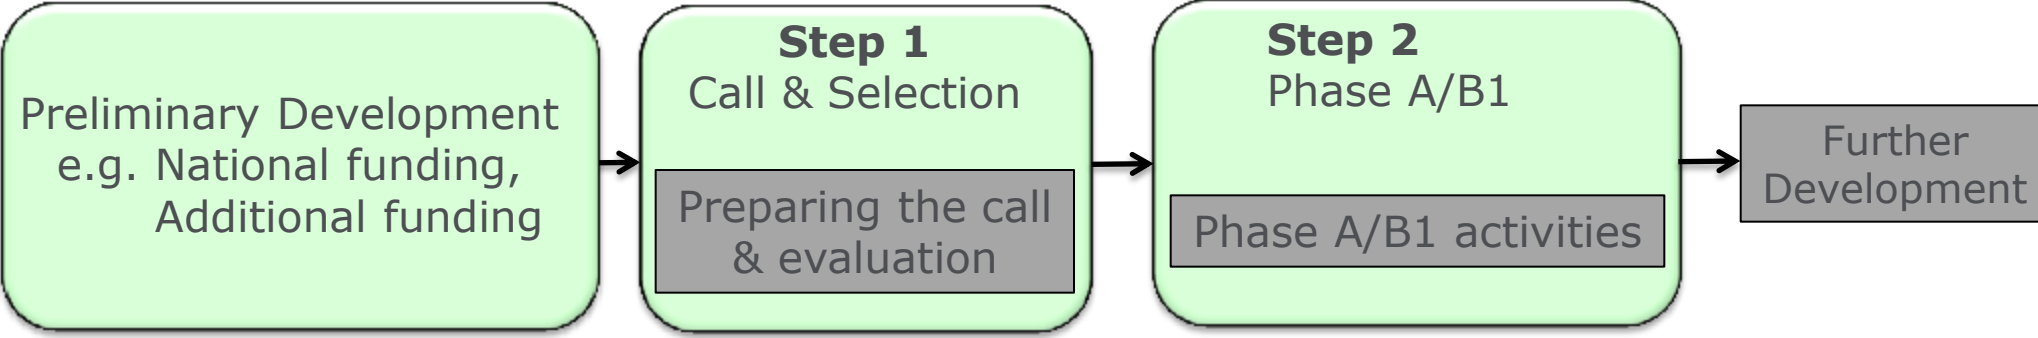 Preliminary Development
e.g. National funding,
Additional funding
Step 1
Call & Selection
Preparing the call
& evaluation
Step 2
Phase A/B1
Phase A/B1 activities
Further
Development